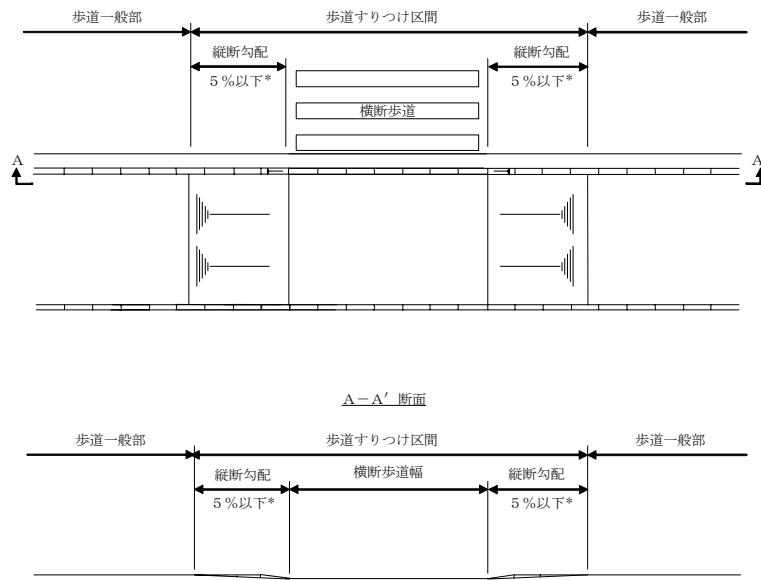 歩道一般部 歩道すりつけ区間 歩道一般部
縦断勾配 縦断勾配
5%以下* 5%以下*
横断歩道
A A
A-A′断面
歩道一般部 歩道すりつけ区間 歩道一般部
縦断勾配 横断歩道幅 縦断勾配
5%以下* 5%以下*